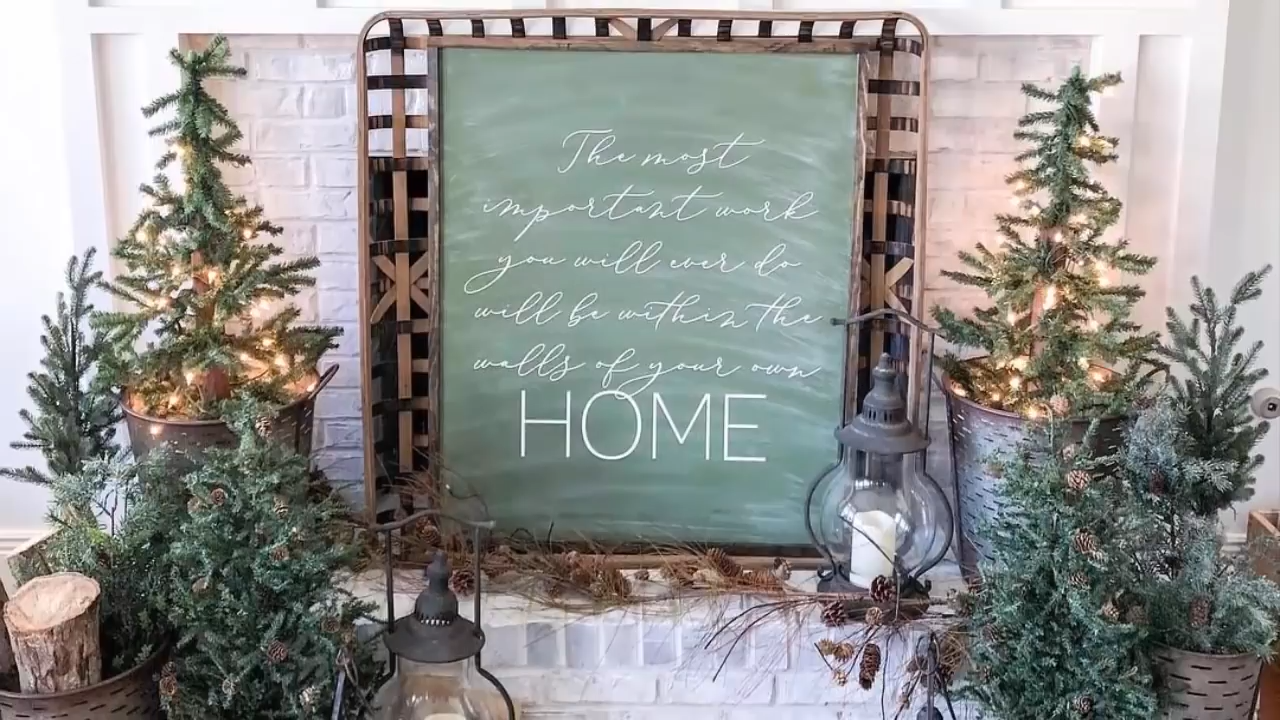 The most
important work
you will ever do
will be within the
walls of your own
HOME